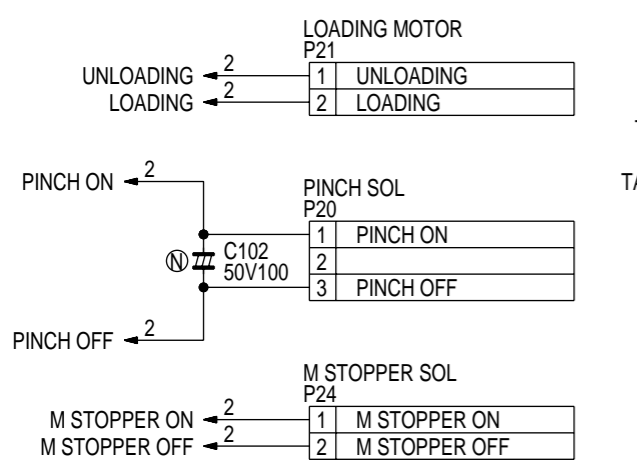 LOADING MOTOR
P21
UNLOADING 2 1 UNLOADING
LOADING 2 2 LOADING
PINCH ON 2
PINCH SOL
P20
1 PINCH ON
N C102
50V100
2
3 PINCH OFF
PINCH OFF 2
M STOPPER SOL
P24
M STOPPER ON 2 1 M STOPPER ON
M STOPPER OFF 2 2 M STOPPER OFF
TA